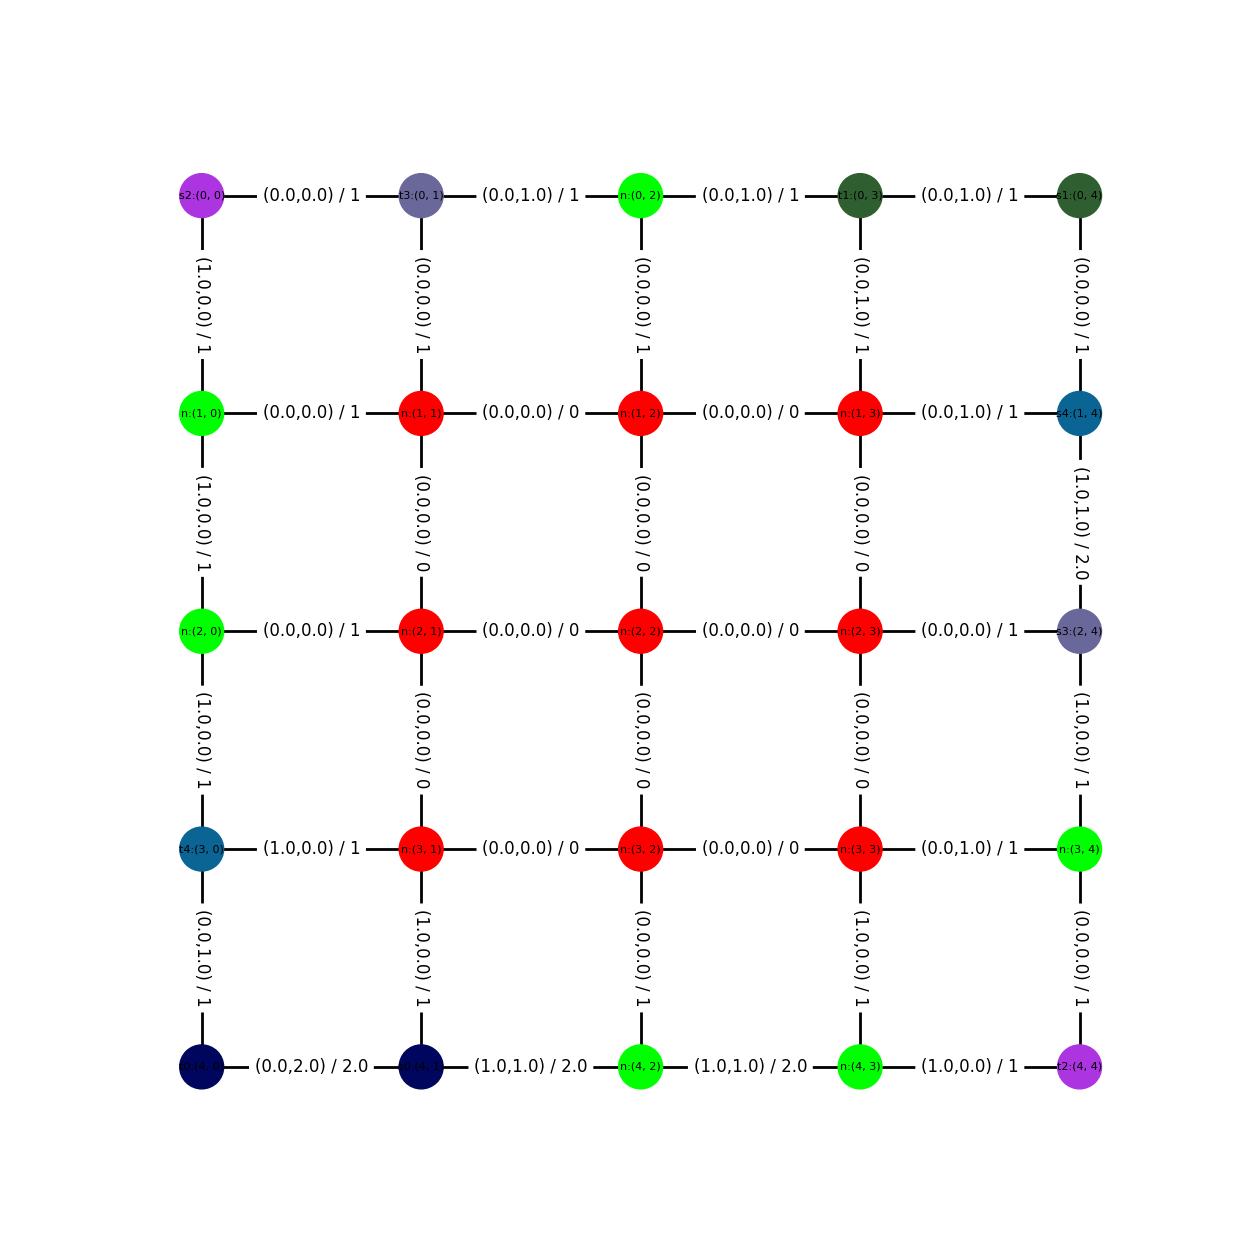 s2:(0, 0) (0.0,0.0) / 1 t3:(0, 1) (0.0,1.0) / 1 n:(0, 2) (0.0,1.0) / 1 t1:(0, 3) (0.0,1.0) / 1 s1:(0, 4)
(1.0,0.0) / 1 (0.0,0.0) / 1 (0.0,0.0) / 1 (0.0,1.0) / 1 (0.0,0.0) / 1
n:(1, 0) (0.0,0.0) / 1 n:(1, 1) (0.0,0.0) / 0 n:(1, 2) (0.0,0.0) / 0 n:(1, 3) (0.0,1.0) / 1 s4:(1, 4)
(1.0,0.0) / 1 (0.0,0.0) / 0 (0.0,0.0) / 0 (0.0,0.0) / 0 (1.0,1.0) / 2.0
n:(2, 0) (0.0,0.0) / 1 n:(2, 1) (0.0,0.0) / 0 n:(2, 2) (0.0,0.0) / 0 n:(2, 3) (0.0,0.0) / 1 s3:(2, 4)
(1.0,0.0) / 1 (0.0,0.0) / 0 (0.0,0.0) / 0 (0.0,0.0) / 0 (1.0,0.0) / 1
t4:(3, 0) (1.0,0.0) / 1 n:(3, 1) (0.0,0.0) / 0 n:(3, 2) (0.0,0.0) / 0 n:(3, 3) (0.0,1.0) / 1 n:(3, 4)
(0.0,1.0) / 1 (1.0,0.0) / 1 (0.0,0.0) / 1 (1.0,0.0) / 1 (0.0,0.0) / 1
t0:(4, 0) (0.0,2.0) / 2.0 s0:(4, 1) (1.0,1.0) / 2.0 n:(4, 2) (1.0,1.0) / 2.0 n:(4, 3) (1.0,0.0) / 1 t2:(4, 4)